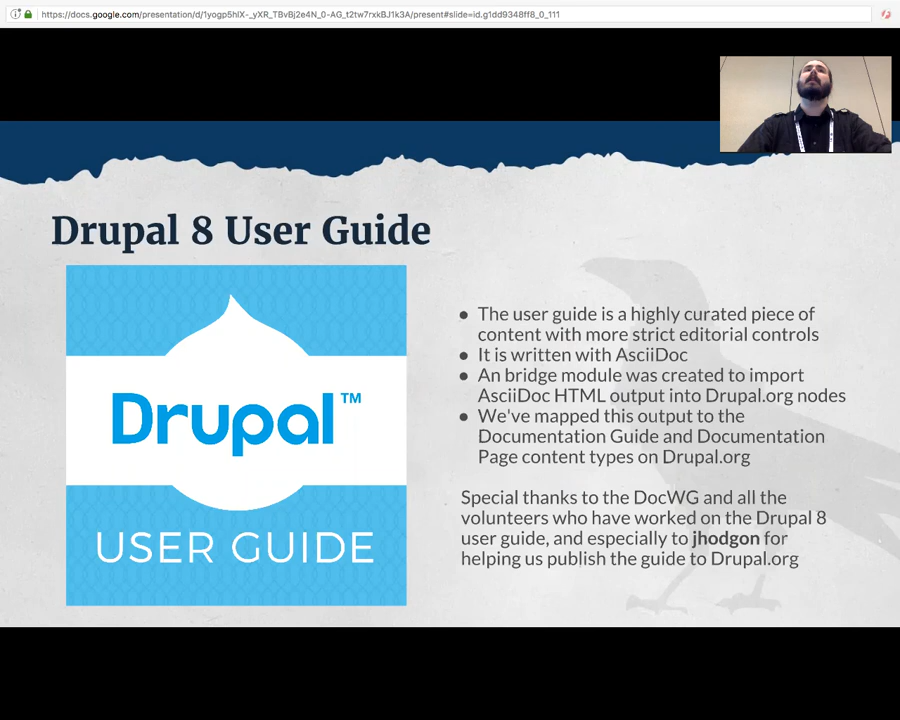 https://docs.google.com/presentation/d/1yogp5hlX-_yXR_TBvBj2e4N_0-AG_t2tw7rxkBJ1k3A/present#slide=id.g1dd9348ff8_0_111
Drupal 8 User Guide
Drupal™
USER GUIDE
● The user guide is a highly curated piece of
content with more strict editorial controls
● It is written with AsciiDoc
● An bridge module was created to import
AsciiDoc HTML output into Drupal.org nodes
● We've mapped this output to the
Documentation Guide and Documentation
Page content types on Drupal.org
Special thanks to the DocWG and all the
volunteers who have worked on the Drupal 8
user guide, and especially to jhodgon for
helping us publish the guide to Drupal.org